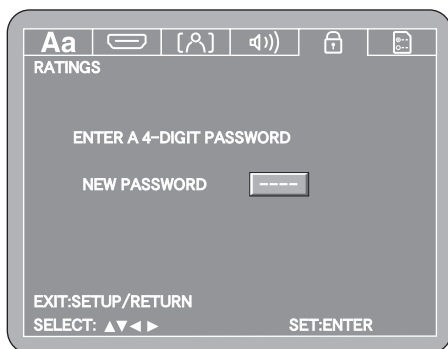 Aa
RATINGS
ENTER A 4-DIGIT PASSWORD
NEW PASSWORD ----
EXIT:SETUP/RETURN
SELECT: ▲▼◄► SET:ENTER